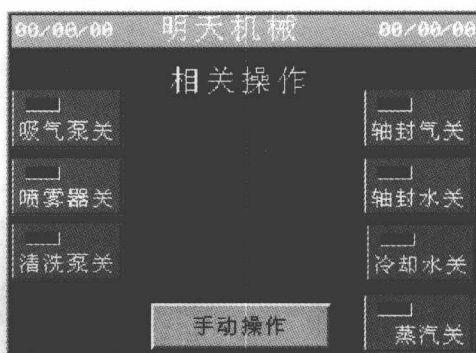 00/00/00 明天机械 00/00/00
相关操作
吸气泵关 轴封气关
喷雾器关 轴封水关
清洗泵关 冷却水关
手动操作 蒸汽关